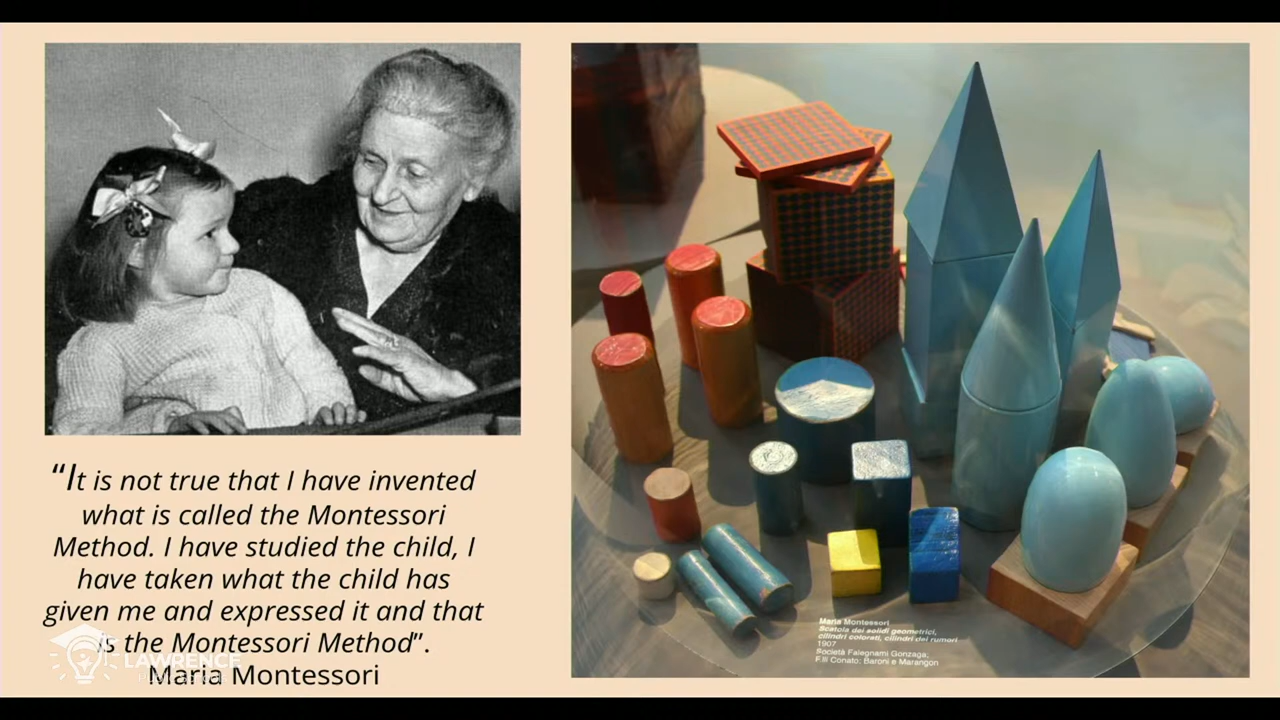 “It is not true that I have invented
what is called the Montessori
Method. I have studied the child, I
have taken what the child has
given me and expressed it and that
is the Montessori Method”.
Maria Montessori
LAWRENCE
Maria Montessori
Scatola dei solidi geometrici,
cilindri colorati, cilindri dei rumori
1907
Società Falegnami Gonzaga;
F.lli Conato; Baroni e Marangon